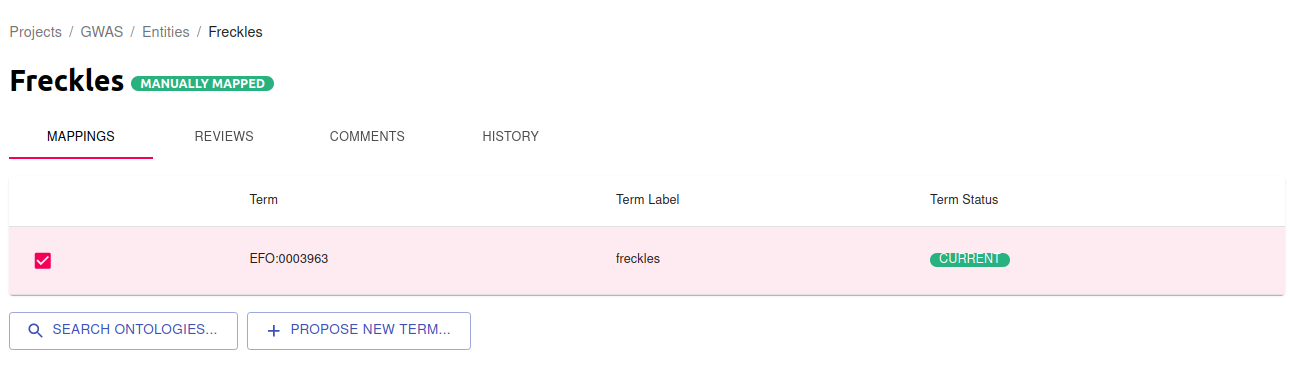 Projects / GWAS / Entities / Freckles
Freckles MANUALLY MAPPED
MAPPINGS REVIEWS COMMENTS HISTORY
Term Term Label Term Status
EFO:0003963 freckles CURRENT
SEARCH ONTOLOGIES... PROPOSE NEW TERM...